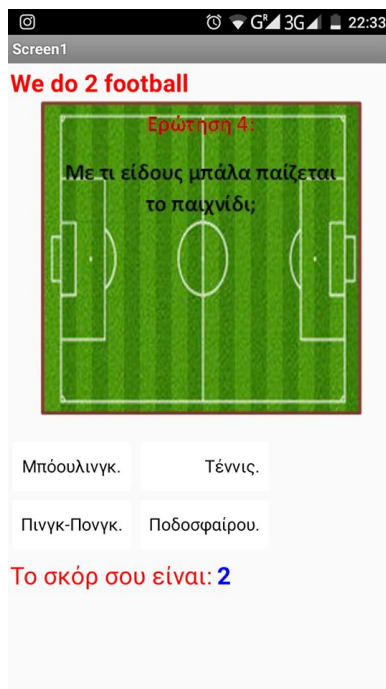 G R 3G 22:33
Screen1
We do 2 football
Ερώτηση 4:
Με τι είδους μπάλα παίζεται
το παιχνίδι;
Μπόουλινγκ. Τέννις.
Πινγκ-Πονγκ. Ποδοσφαίρου.
Το σκόρ σου είναι: 2